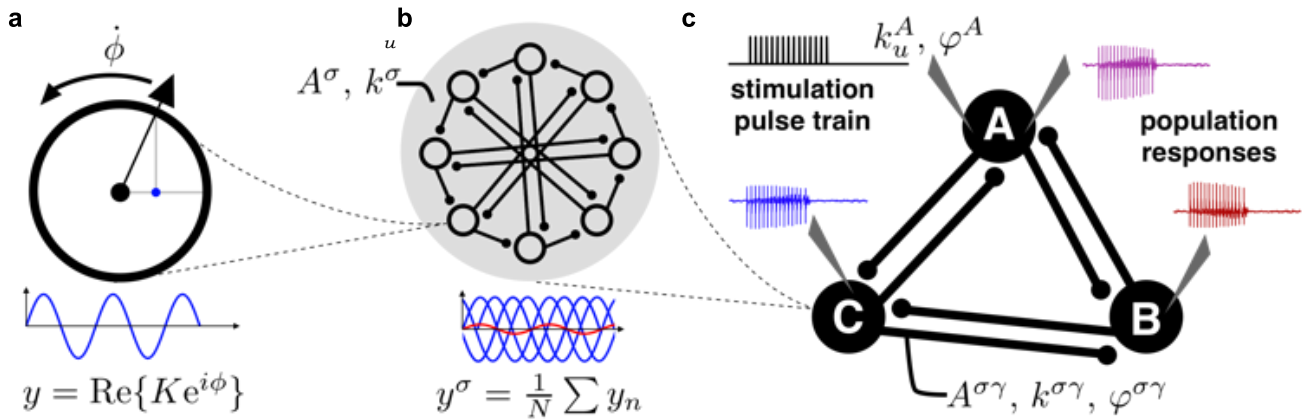 a
b
c
ϕ̇
u
A^σ, k^σ
k_u^A, φ^A
stimulation
pulse train
population
responses
A
C
B
y = Re{Ke^{iϕ}}
y^σ = 1/N ∑ y_n
A^{σγ}, k^{σγ}, φ^{σγ}